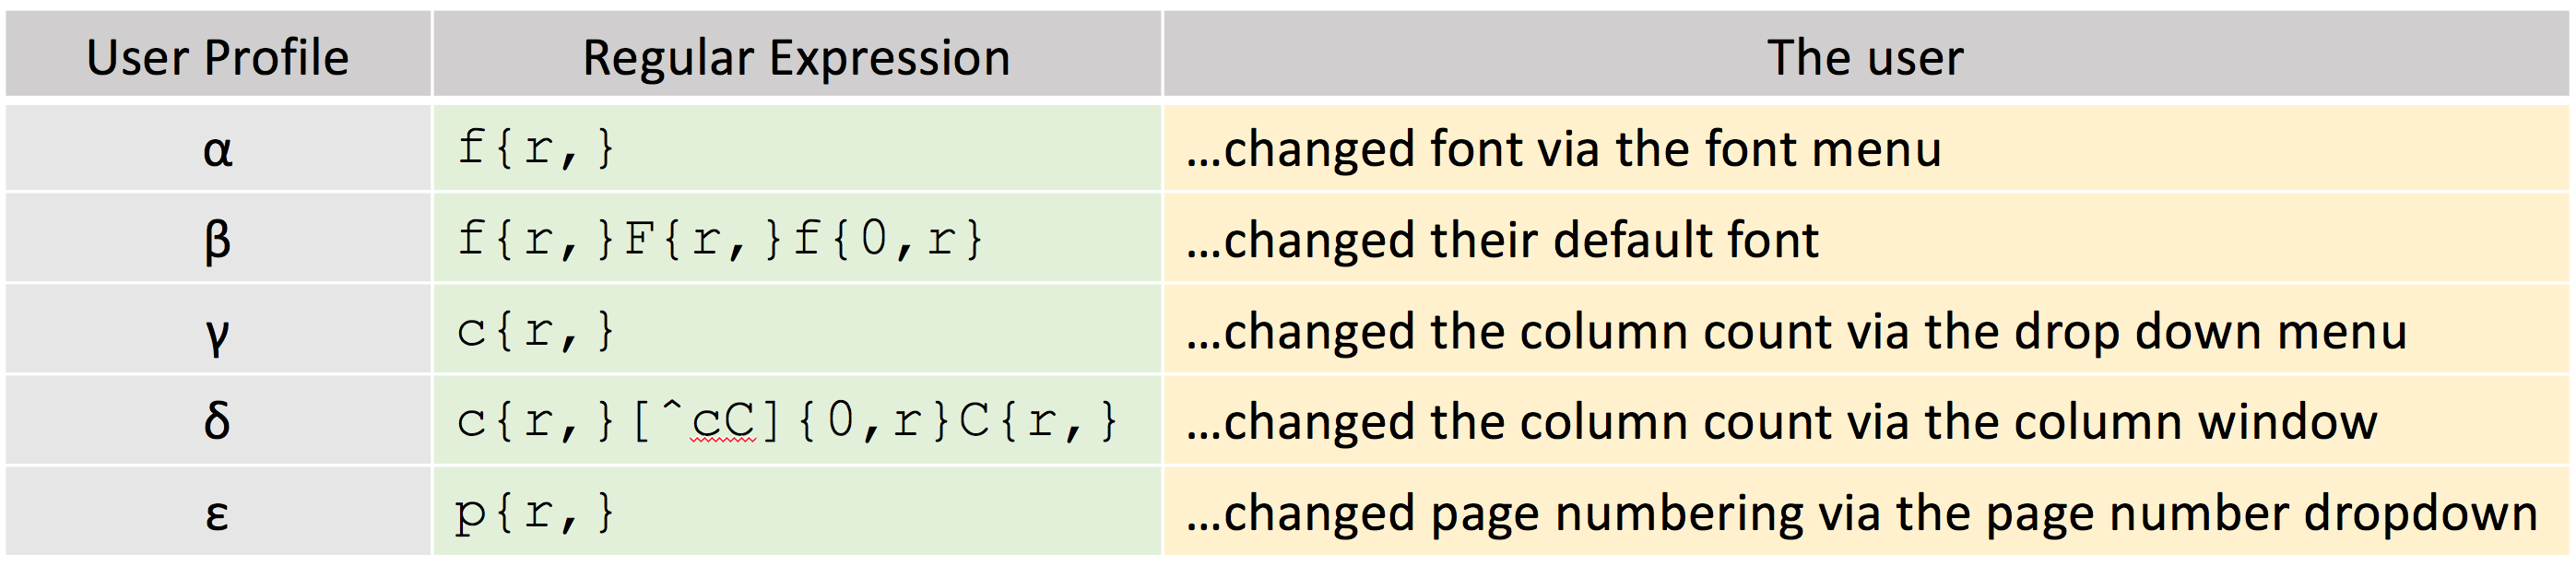 User Profile Regular Expression The user
α f{r,} …changed font via the font menu
β f{r,}F{r,}f{0,r} …changed their default font
γ c{r,} …changed the column count via the drop down menu
δ c{r,}[^cC]{0,r}C{r,} …changed the column count via the column window
ε p{r,} …changed page numbering via the page number dropdown